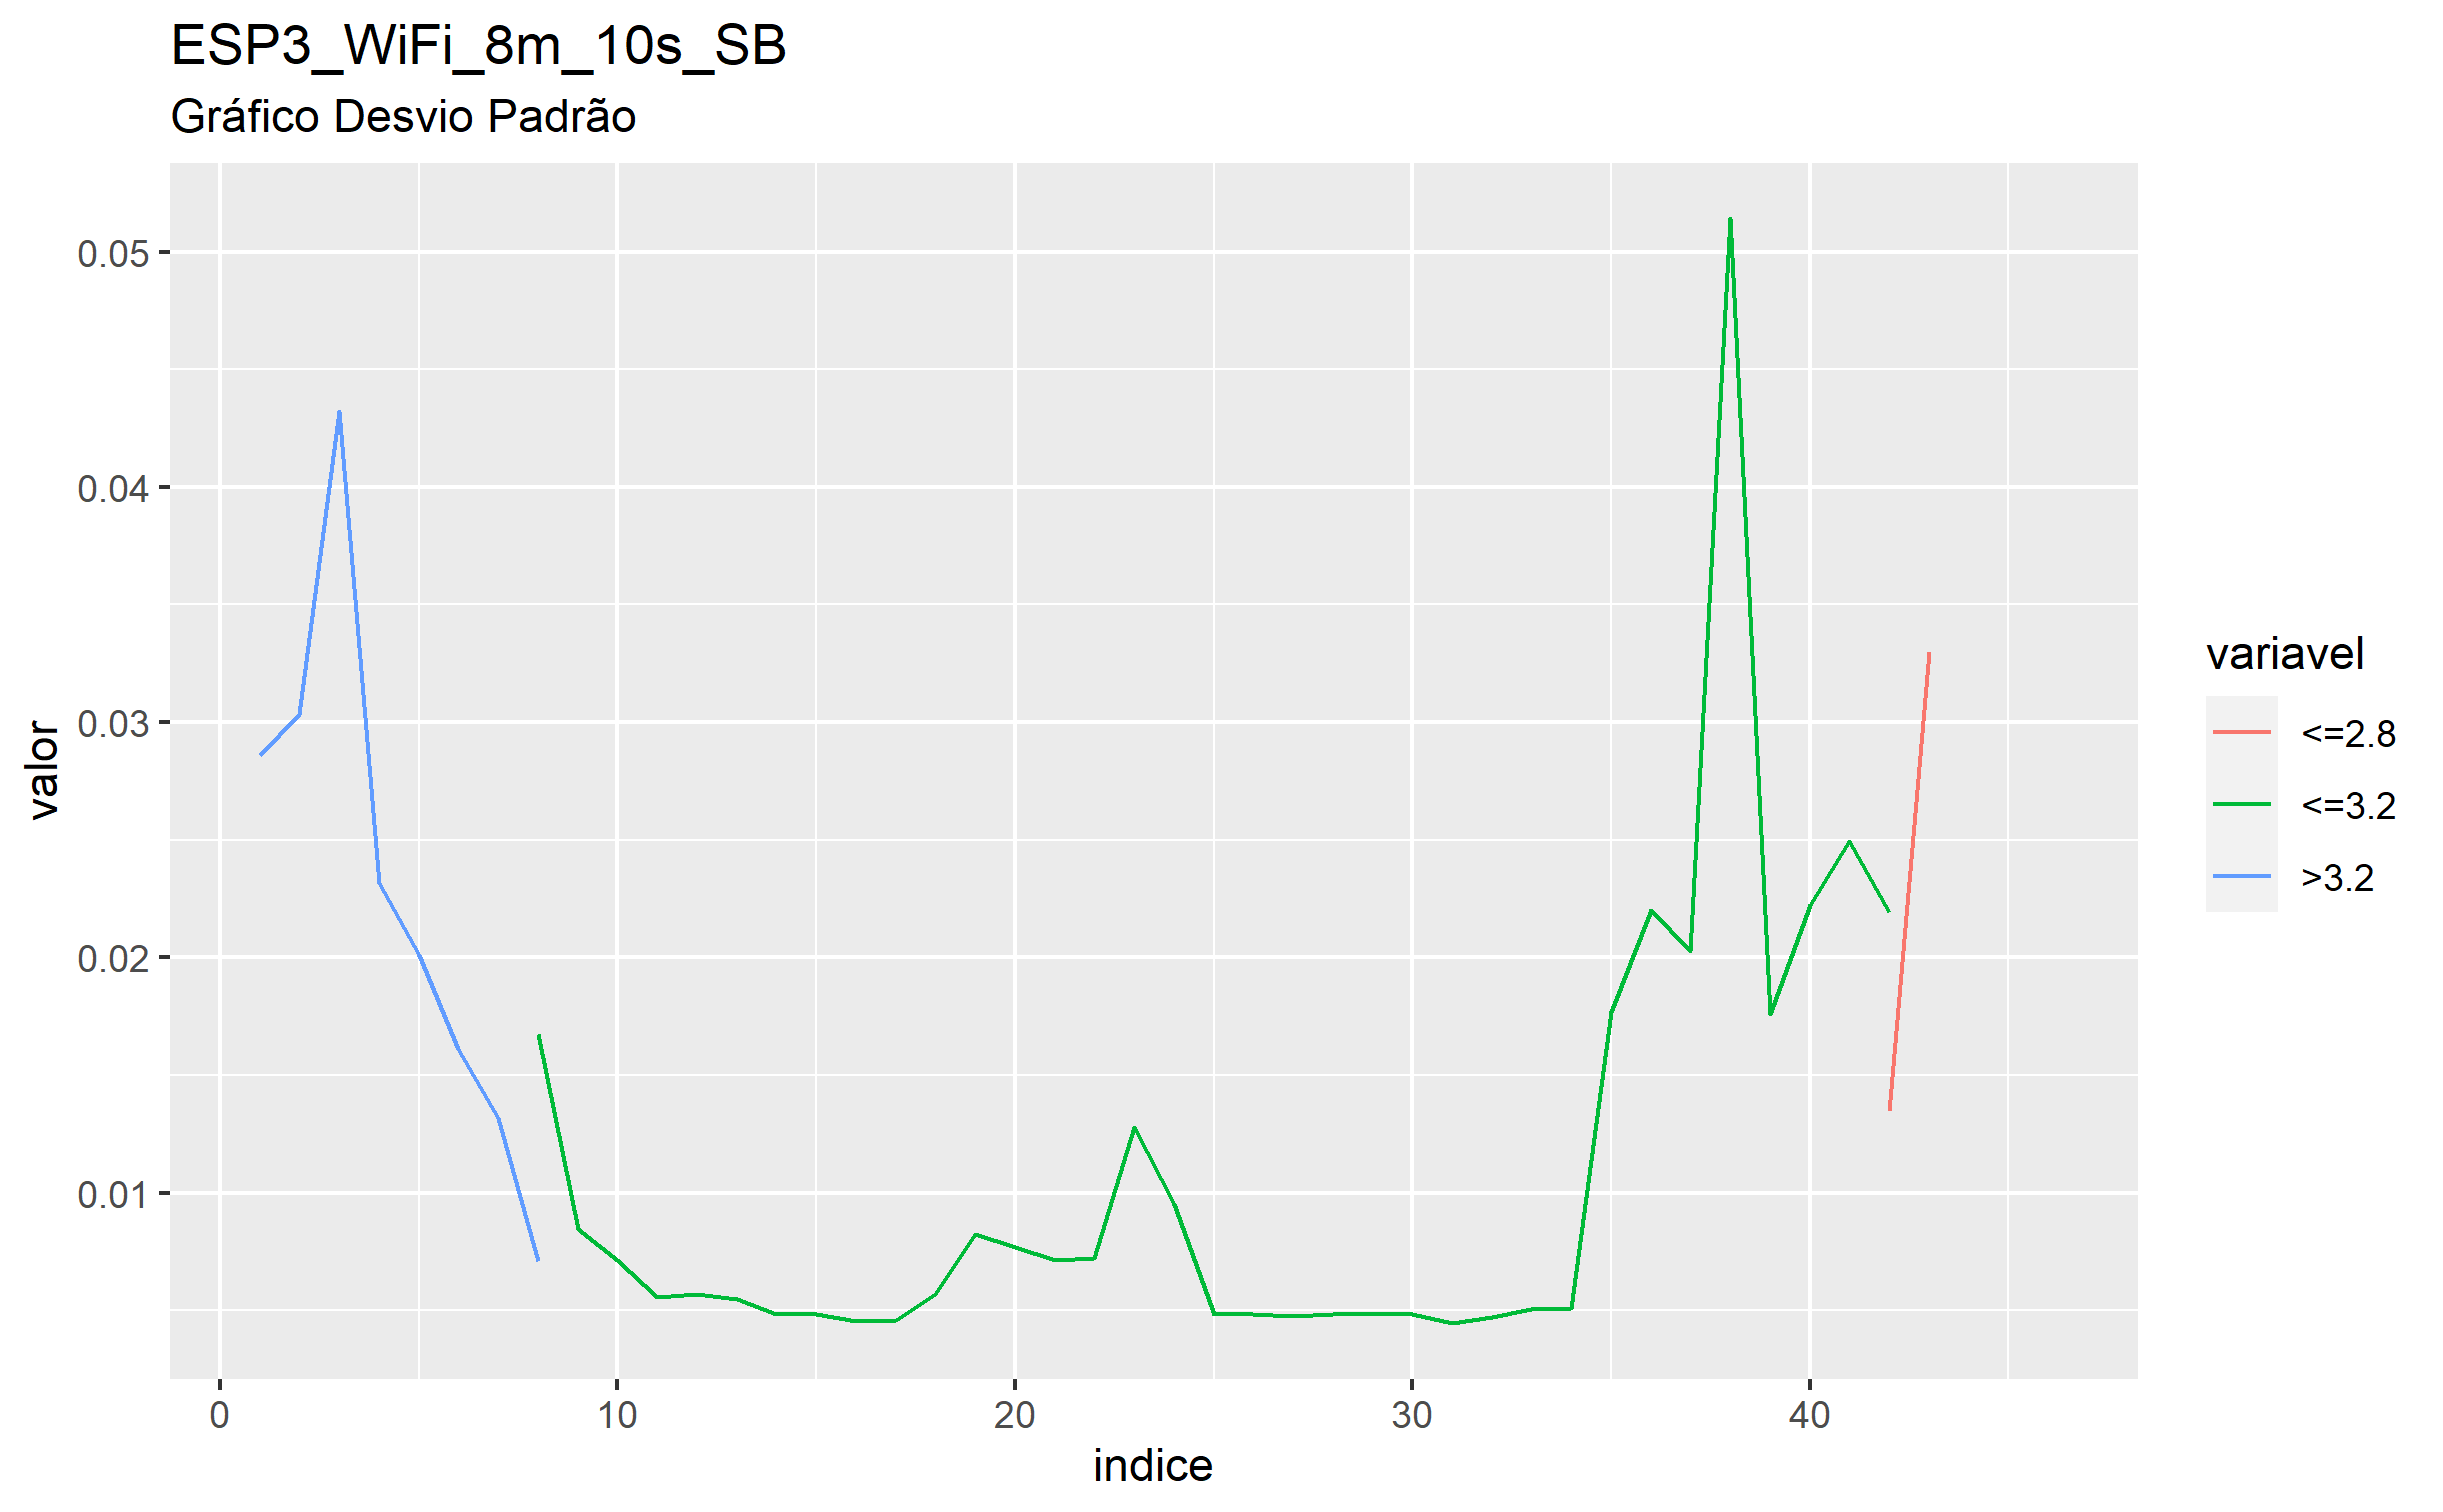 ESP3_WiFi_8m_10s_SB
Gráfico Desvio Padrão
valor
0.05
0.04
0.03
0.02
0.01
0 10 20 30 40
indice
variavel
<=2.8
<=3.2
>3.2